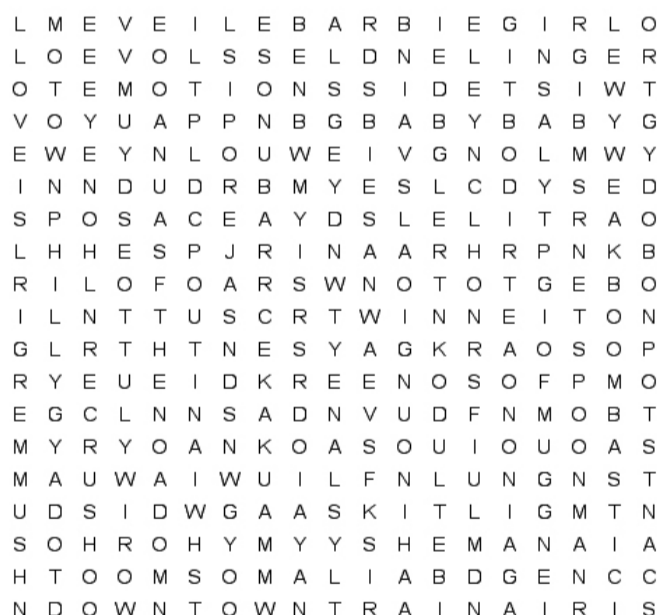 L M E V E I L E B A R B I E G I R L O
L O E V O L S S E L D N E L I N G E R
O T E M O T I O N S S I D E T S I W T
V O Y U A P P N B G B A B Y B A B Y G
E W E Y N L O U W E I V G N O L M W Y
I N N D U D R B M Y E S L C D Y S E D
S P O S A C E A Y D S L E L I T R A O
L H H E S P J R I N A A R H R P N K B
R I L O F O A R S W N O T O T G E B O
I L N T T U S C R T W I N N E I T O N
G L R T H T N E S Y A G K R A O S O P
R Y E U E I D K R E E N O S O F P M O
E G C L N N S A D N V U D F N M O B T
M Y R Y O A N K O A S O U I O U O A S
M A U W A I W U I L F N L U N G N S T
U D S I D W G A A S K I T L I G M T N
S O H R O H Y M Y Y S H E M A N A I A
H T O O M S O M A L I A B D G E N C C
N D O W N T O W N T R A I N A I R I S